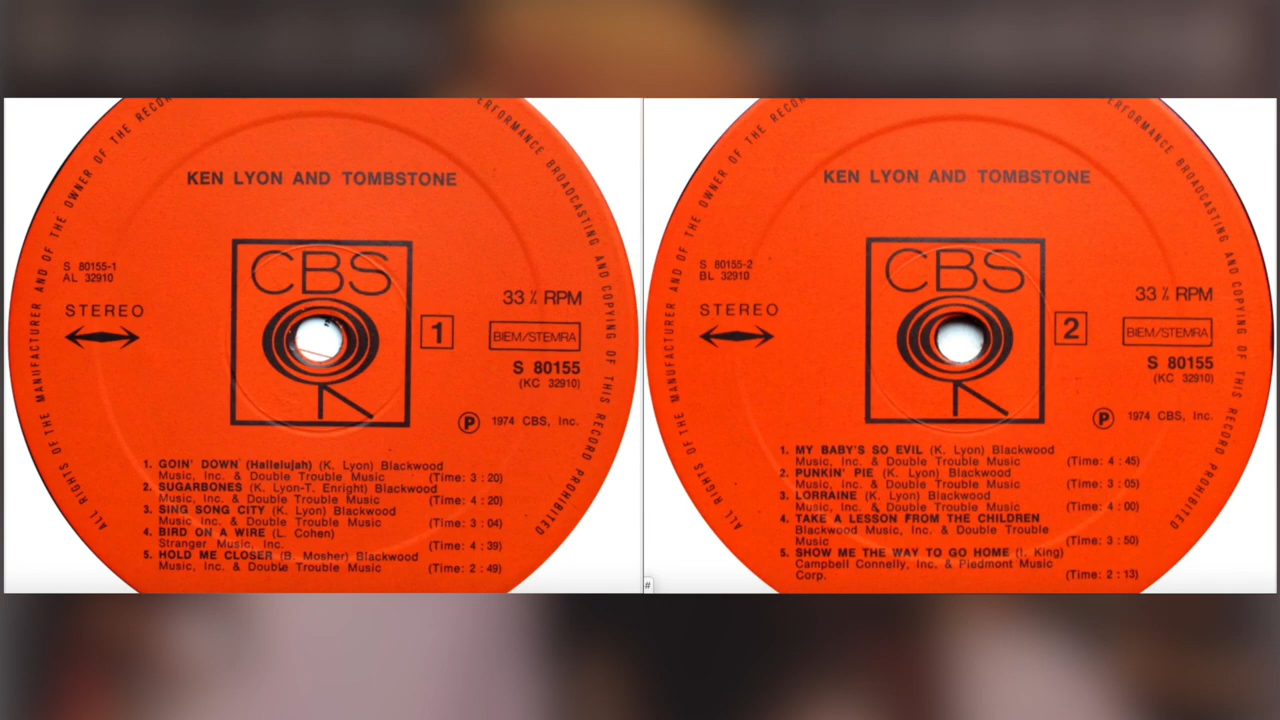 ALL RIGHTS OF THE MANUFACTURER AND OF THE OWNER OF THE RECOR
ERFORMANCE BROADCASTING AND COPYING OF THIS RECORD PROHIBITED
KEN LYON AND TOMBSTONE
CBS
S 80155-1
AL 32910
STEREO
33 ⅓ RPM
1
BIEM/STEMRA
S 80155
(KC 32910)
P 1974 CBS, Inc.
1. GOIN' DOWN (Hallelujah) (K. Lyon) Blackwood
Music, Inc. & Double Trouble Music (Time: 3 : 20)
2. SUGARBONES (K. Lyon-T. Enright) Blackwood
Music, Inc. & Double Trouble Music (Time: 4 : 20)
3. SING SONG CITY (K. Lyon) Blackwood
Music Inc. & Double Trouble Music (Time: 3 : 04)
4. BIRD ON A WIRE (L. Cohen)
Stranger Music, Inc. (Time: 4 : 39)
5. HOLD ME CLOSER (B. Mosher) Blackwood
Music, Inc. & Double Trouble Music (Time: 2 : 49)
ALL RIGHTS OF THE MANUFACTURER AND OF THE OWNER OF THE RECOR
ERFORMANCE BROADCASTING AND COPYING OF THIS RECORD PROHIBITED
KEN LYON AND TOMBSTONE
CBS
S 80155-2
BL 32910
STEREO
33 ⅓ RPM
2
BIEM/STEMRA
S 80155
(KC 32910)
P 1974 CBS, Inc.
1. MY BABY'S SO EVIL (K. Lyon) Blackwood
Music, Inc. & Double Trouble Music (Time: 4 : 45)
2. PUNKIN' PIE (K. Lyon) Blackwood
Music, Inc. & Double Trouble Music (Time: 3 : 05)
3. LORRAINE (K. Lyon) Blackwood
Music, Inc. & Double Trouble Music (Time: 4 : 00)
4. TAKE A LESSON FROM THE CHILDREN
Blackwood Music, Inc. & Double Trouble
Music (Time: 3 : 50)
5. SHOW ME THE WAY TO GO HOME (I. King)
Campbell Connelly, Inc. & Piedmont Music
Corp. (Time: 2 : 13)
#